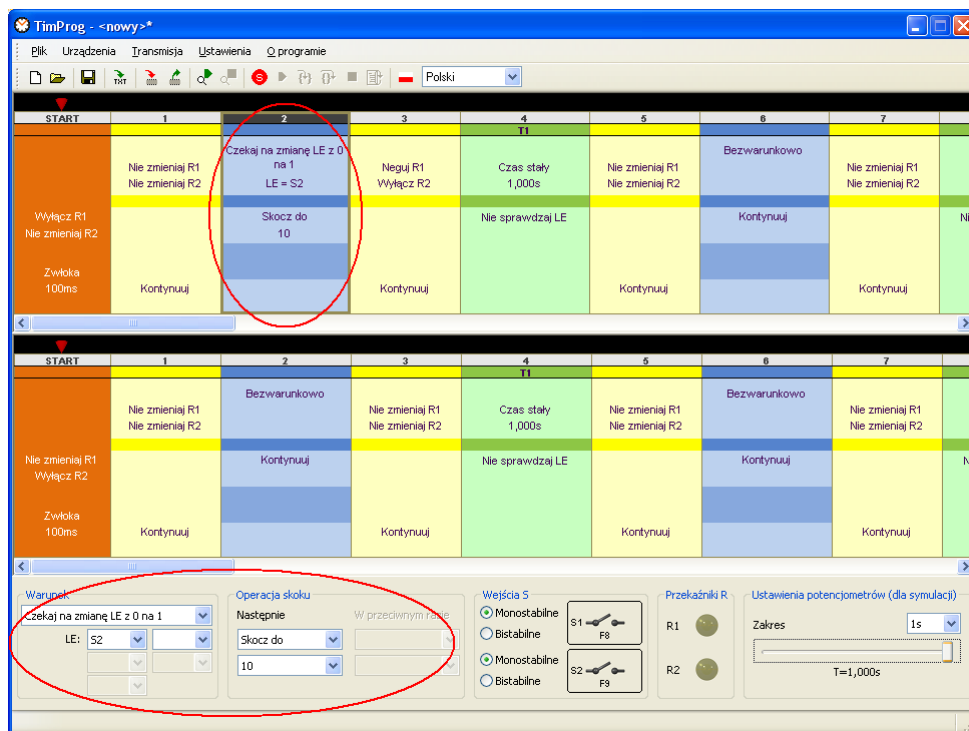 TimProg - <nowy>*
Plik Urządzenia Transmisja Ustawienia O programie
TXT S Polski
START 1 2 3 4 5 6 7
T1
Czekaj na zmianę LE z 0 na 1
LE = S2
Nie zmieniaj R1
Nie zmieniaj R2
Neguj R1
Wyłącz R2
Czas stały
1,000s
Nie zmieniaj R1
Nie zmieniaj R2
Bezwarunkowo
Nie zmieniaj R1
Nie zmieniaj R2
Wyłącz R1
Nie zmieniaj R2
Skocz do
10
Nie sprawdzaj LE
Kontynuuj
Ni
Zwłoka
100ms
Kontynuuj
Kontynuuj
Kontynuuj
Kontynuuj
START 1 2 3 4 5 6 7
T1
Bezwarunkowo
Bezwarunkowo
Nie zmieniaj R1
Nie zmieniaj R2
Nie zmieniaj R1
Nie zmieniaj R2
Czas stały
1,000s
Nie zmieniaj R1
Nie zmieniaj R2
Nie zmieniaj R1
Nie zmieniaj R2
Nie zmieniaj R1
Wyłącz R2
Kontynuuj
Nie sprawdzaj LE
Kontynuuj
N
Zwłoka
100ms
Kontynuuj
Kontynuuj
Kontynuuj
Kontynuuj
Warunek
Czekaj na zmianę LE z 0 na 1
LE: S2
Operacja skoku
Następnie
W przeciwnym razie
Skocz do
10
Wejścia S
Monostabilne
Bistabilne
S1
F8
Monostabilne
Bistabilne
S2
F9
Przekaźniki R
R1
R2
Ustawienia potencjometrów (dla symulacji)
Zakres
1s
T=1,000s